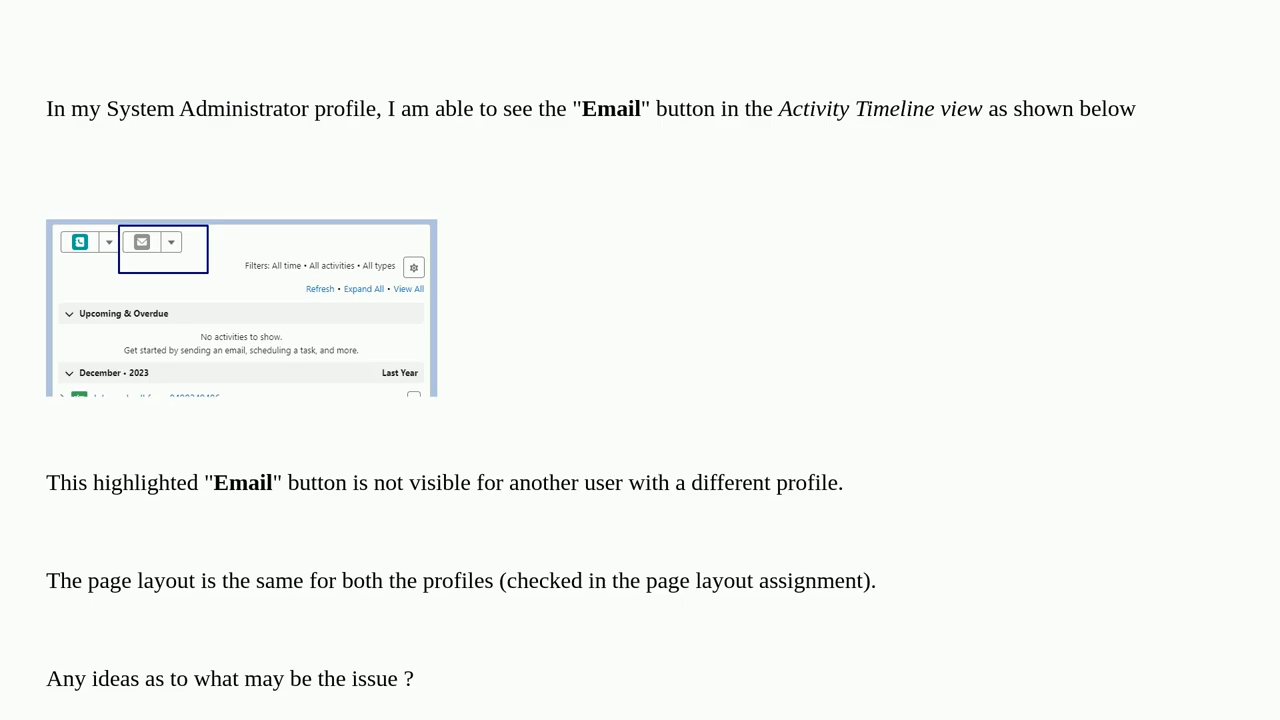 In my System Administrator profile, I am able to see the "Email" button in the Activity Timeline view as shown below
Filters: All time • All activities • All types
Refresh • Expand All • View All
Upcoming & Overdue
No activities to show.
Get started by sending an email, scheduling a task, and more.
December • 2023 Last Year
This highlighted "Email" button is not visible for another user with a different profile.
The page layout is the same for both the profiles (checked in the page layout assignment).
Any ideas as to what may be the issue ?